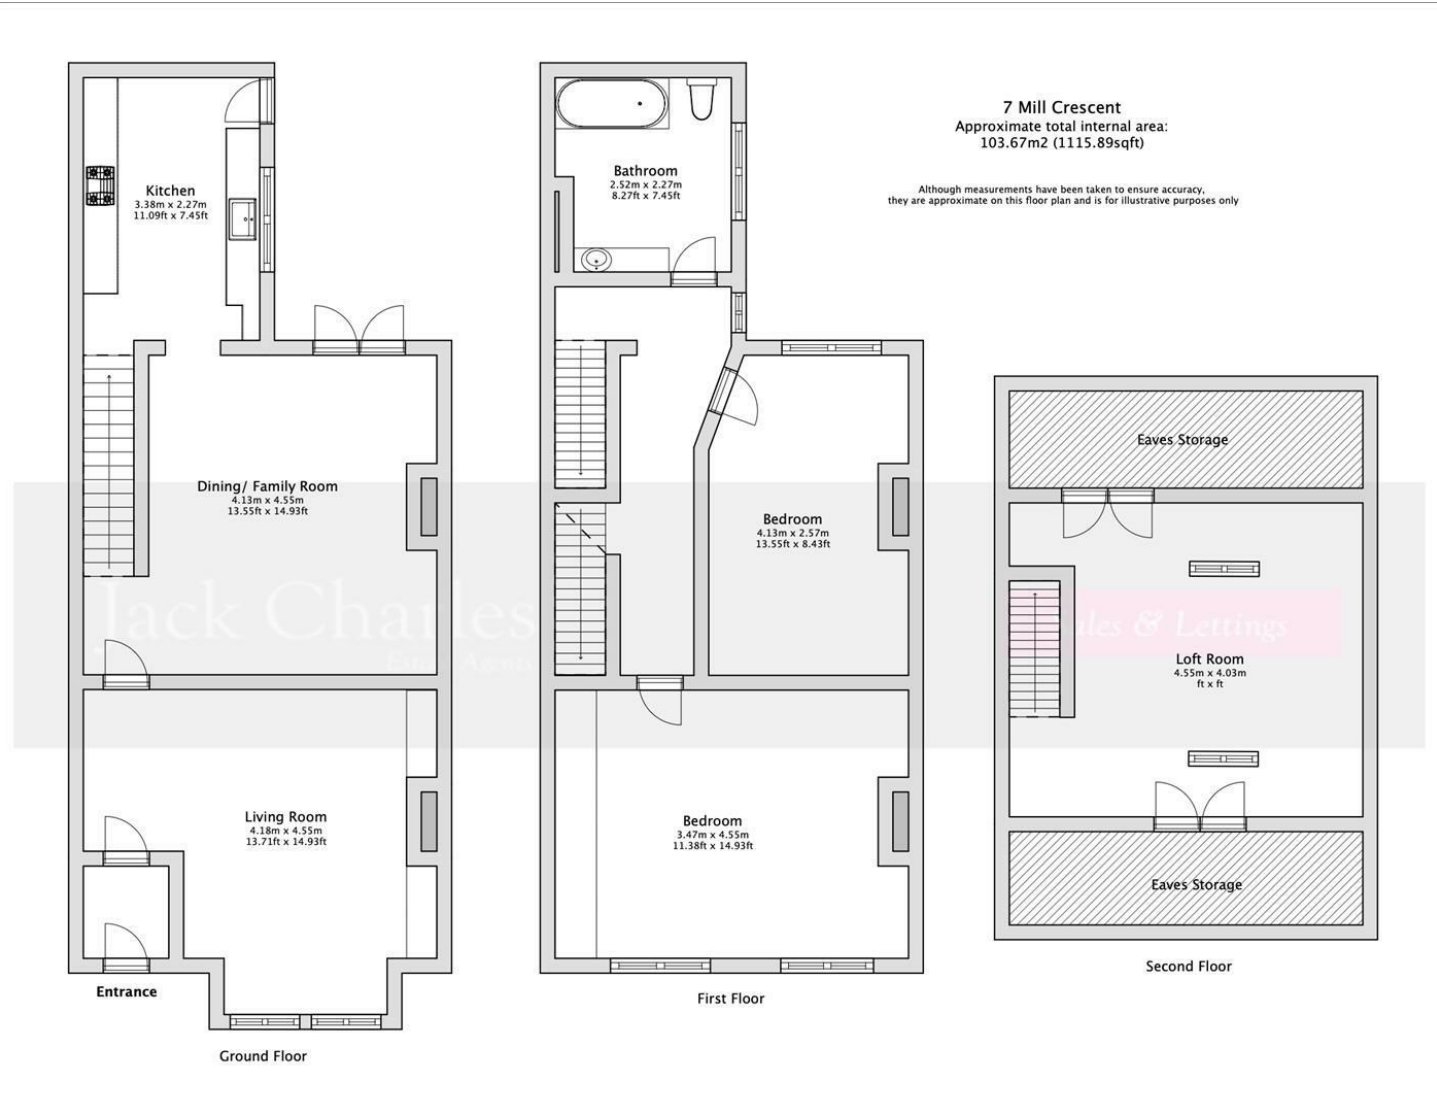 7 Mill Crescent
Approximate total internal area:
103.67m2 (1115.89sqft)
Although measurements have been taken to ensure accuracy,
they are approximate on this floor plan and is for illustrative purposes only
Kitchen
3.38m x 2.27m
11.09ft x 7.45ft
Dining/ Family Room
4.13m x 4.55m
13.55ft x 14.93ft
Living Room
4.18m x 4.55m
13.71ft x 14.93ft
Entrance
Ground Floor
Bathroom
2.52m x 2.27m
8.27ft x 7.45ft
Bedroom
4.13m x 2.57m
13.55ft x 8.43ft
Bedroom
3.47m x 4.55m
11.38ft x 14.93ft
First Floor
Eaves Storage
Loft Room
4.55m x 4.03m
ft x ft
Eaves Storage
Second Floor
Jack Charles
Estate Agents
Sales & Lettings